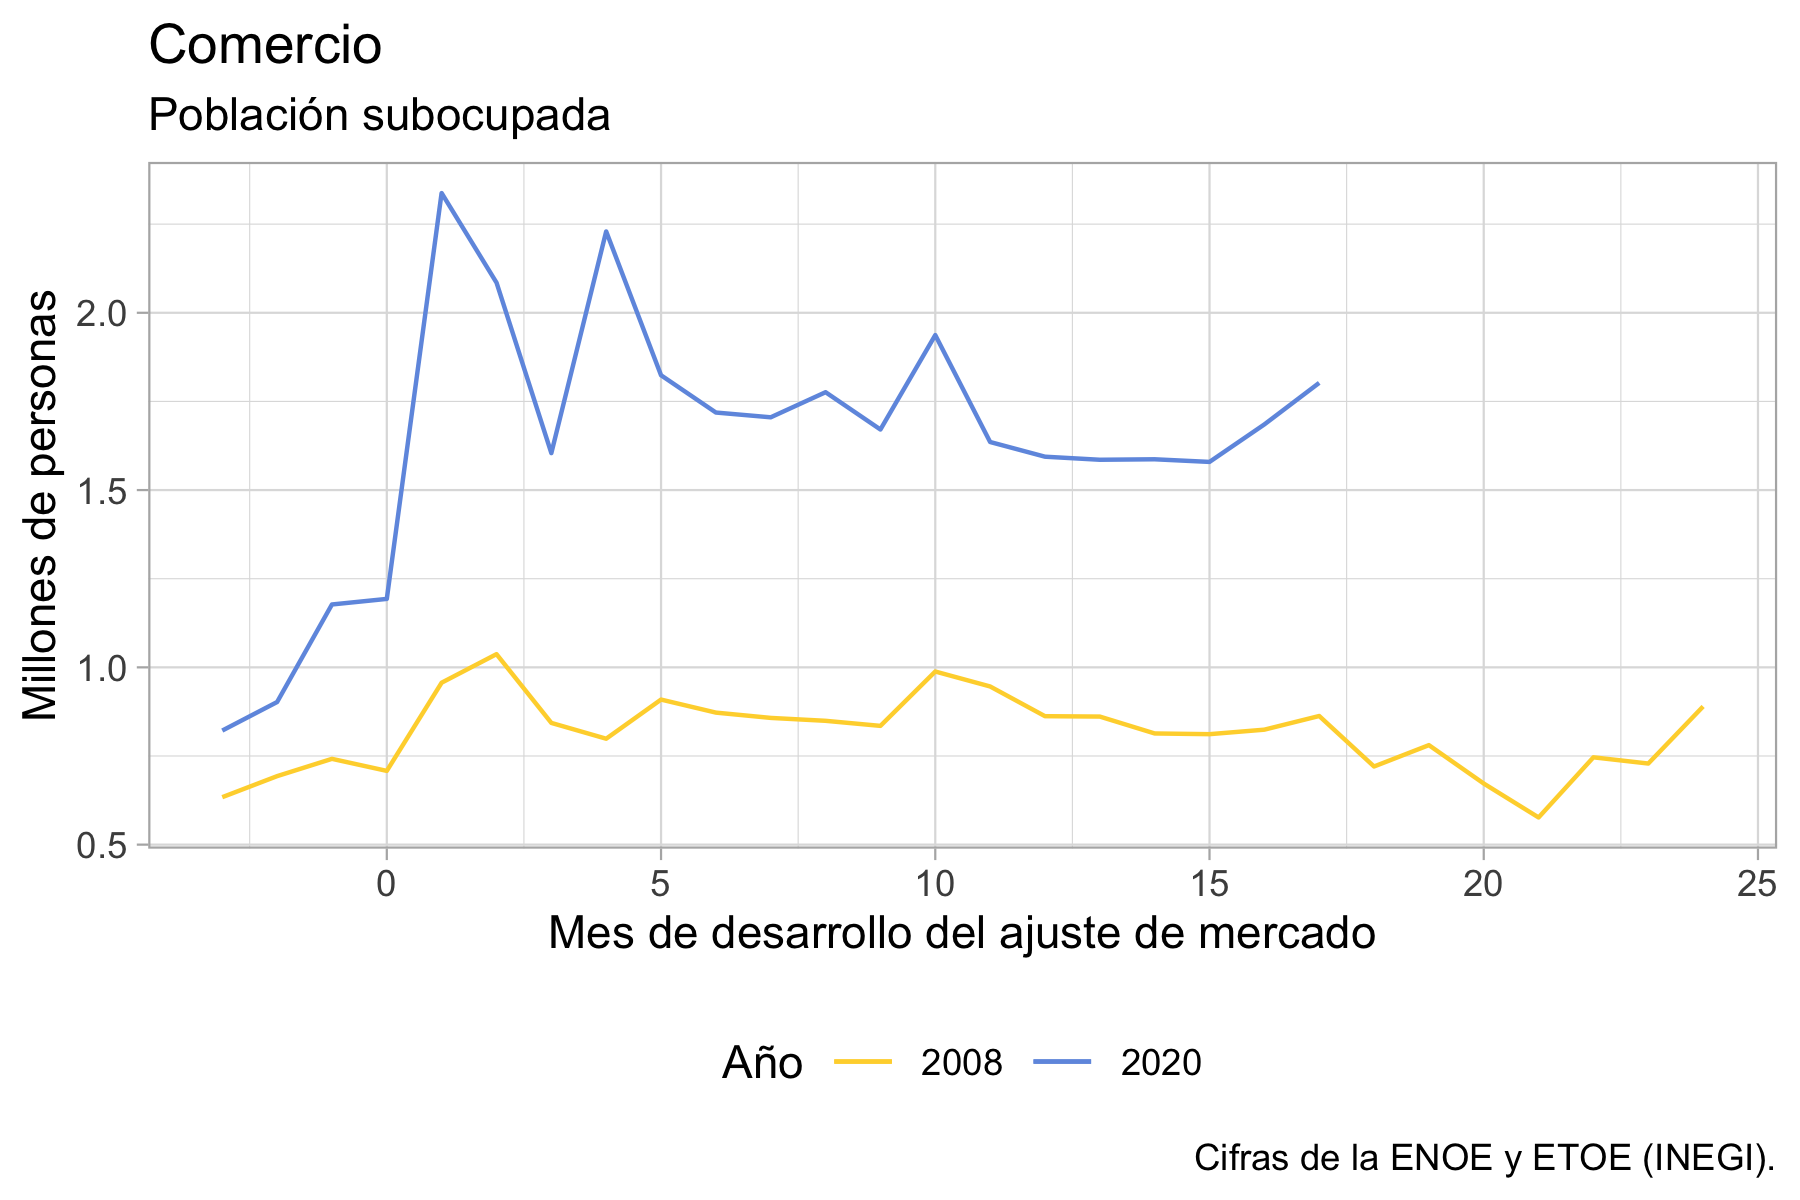 Comercio
Población subocupada
Millones de personas
2.0
1.5
1.0
0.5
0 5 10 15 20 25
Mes de desarrollo del ajuste de mercado
Año 2008 2020
Cifras de la ENOE y ETOE (INEGI).